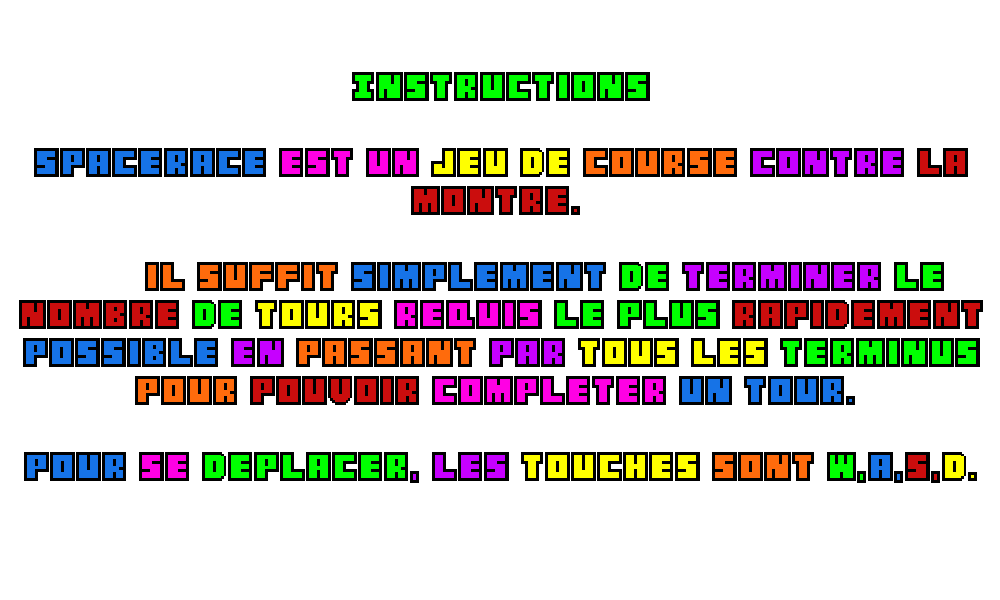 INSTRUCTIONS
SPACERACE EST UN JEU DE COURSE CONTRE LA
MONTRE.
IL SUFFIT SIMPLEMENT DE TERMINER LE
NOMBRE DE TOURS REQUIS LE PLUS RAPIDEMENT
POSSIBLE EN PASSANT PAR TOUS LES TERMINUS
POUR POUVOIR COMPLETER UN TOUR.
POUR SE DEPLACER, LES TOUCHES SONT W,A,S,D.